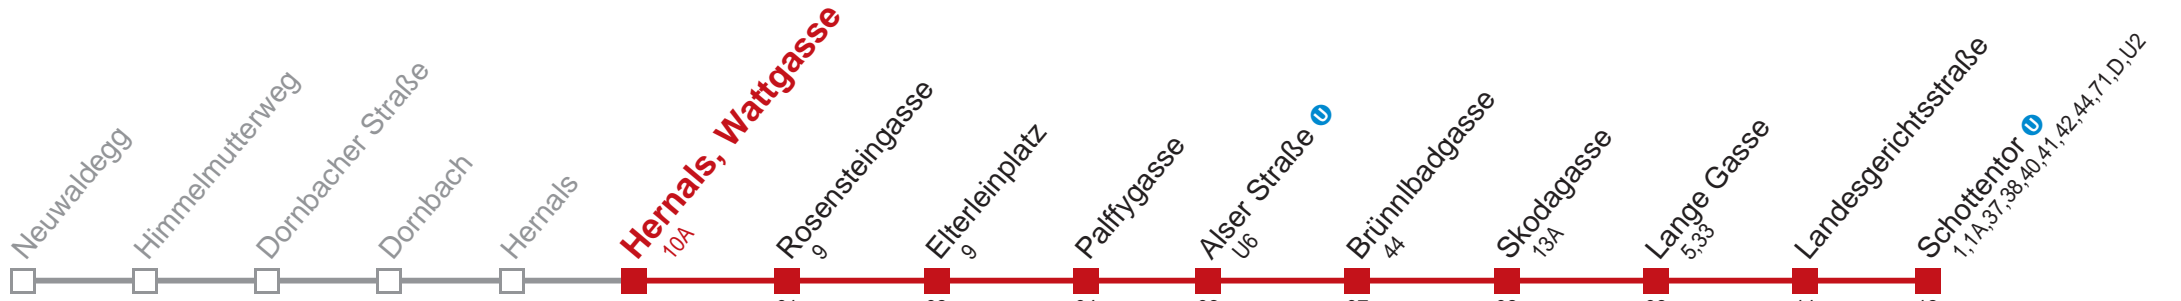 Neuwaldegg
Himmelmutterweg
Dornbacher Straße
Dornbach
Hernals
Hernals, Wattgasse
10A
Rosensteingasse
9
Elterleinplatz
9
Palffygasse
Alser Straße U
U6
Brünnlbadgasse
44
Skodagasse
13A
Lange Gasse
5,33
Landesgerichtsstraße
Schottentor U
1,1A,37,38,40,41,42,44,71,D,U2